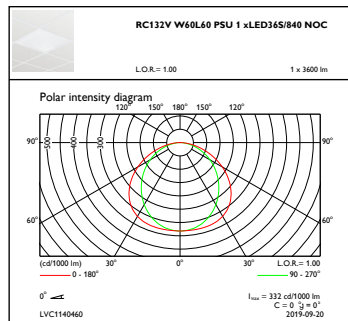 RC132V W60L60 PSU 1 xLED36S/840 NOC
L.O.R.= 1.00 1 x 3600 lm
Polar intensity diagram
120° 150° 180° 150° 120°
90° 500 400 300 90°
60° 60°
(cd/1000 lm) 30° 0° 30° L.O.R.= 1.00
0 - 180° 90 - 270°
0° Imax = 332 cd/1000 lm
C = 0 °g = 0°
LVC1140460 2019-09-20